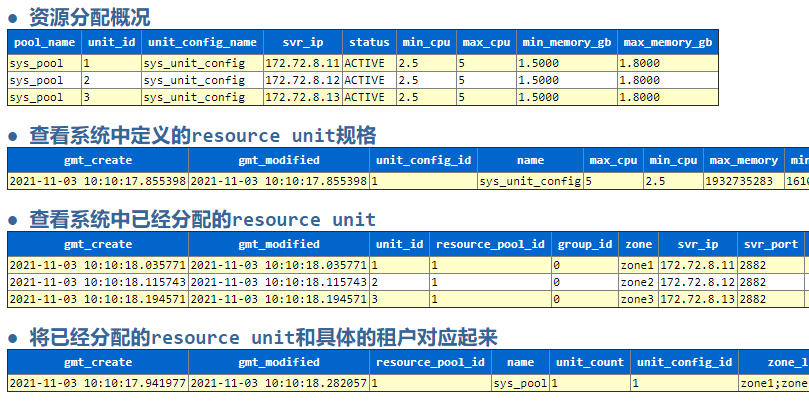 ● 资源分配概况
pool_name unit_id unit_config_name svr_ip status min_cpu max_cpu min_memory_gb max_memory_gb
sys_pool 1 sys_unit_config 172.72.8.11 ACTIVE 2.5 5 1.5000 1.8000
sys_pool 2 sys_unit_config 172.72.8.12 ACTIVE 2.5 5 1.5000 1.8000
sys_pool 3 sys_unit_config 172.72.8.13 ACTIVE 2.5 5 1.5000 1.8000
● 查看系统中定义的resource unit规格
gmt_create gmt_modified unit_config_id name max_cpu min_cpu max_memory min
2021-11-03 10:10:17.855398 2021-11-03 10:10:17.855398 1 sys_unit_config 5 2.5 1932735283 1610
● 查看系统中已经分配的resource unit
gmt_create gmt_modified unit_id resource_pool_id group_id zone svr_ip svr_port
2021-11-03 10:10:18.035771 2021-11-03 10:10:18.035771 1 1 0 zone1 172.72.8.11 2882
2021-11-03 10:10:18.115743 2021-11-03 10:10:18.115743 2 1 0 zone2 172.72.8.12 2882
2021-11-03 10:10:18.194571 2021-11-03 10:10:18.194571 3 1 0 zone3 172.72.8.13 2882
● 将已经分配的resource unit和具体的租户对应起来
gmt_create gmt_modified resource_pool_id name unit_count unit_config_id zone_l
2021-11-03 10:10:17.941977 2021-11-03 10:10:18.282057 1 sys_pool 1 1 zone1;zone